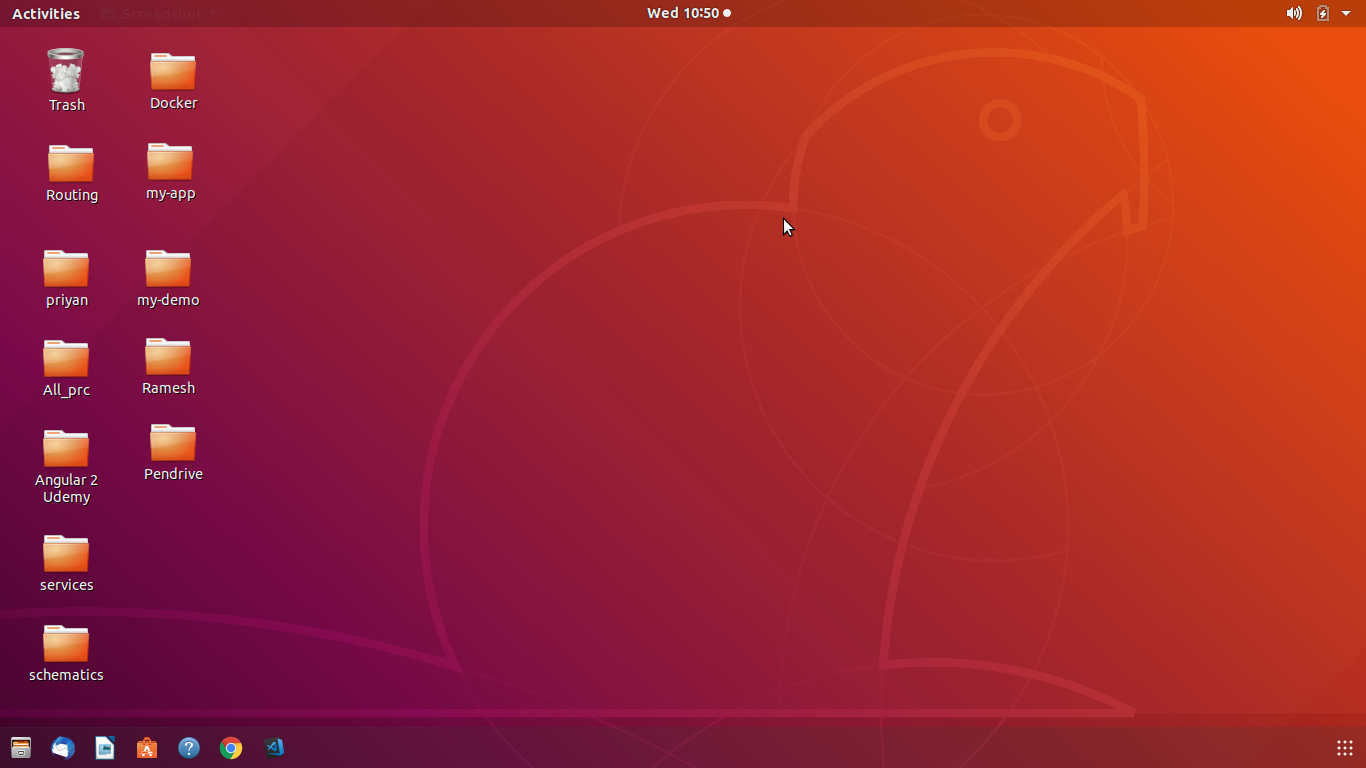 Activities
Screenshot
Wed 10:50
Trash
Docker
Routing
my-app
priyan
my-demo
All_prc
Ramesh
Angular 2
Udemy
Pendrive
services
schematics